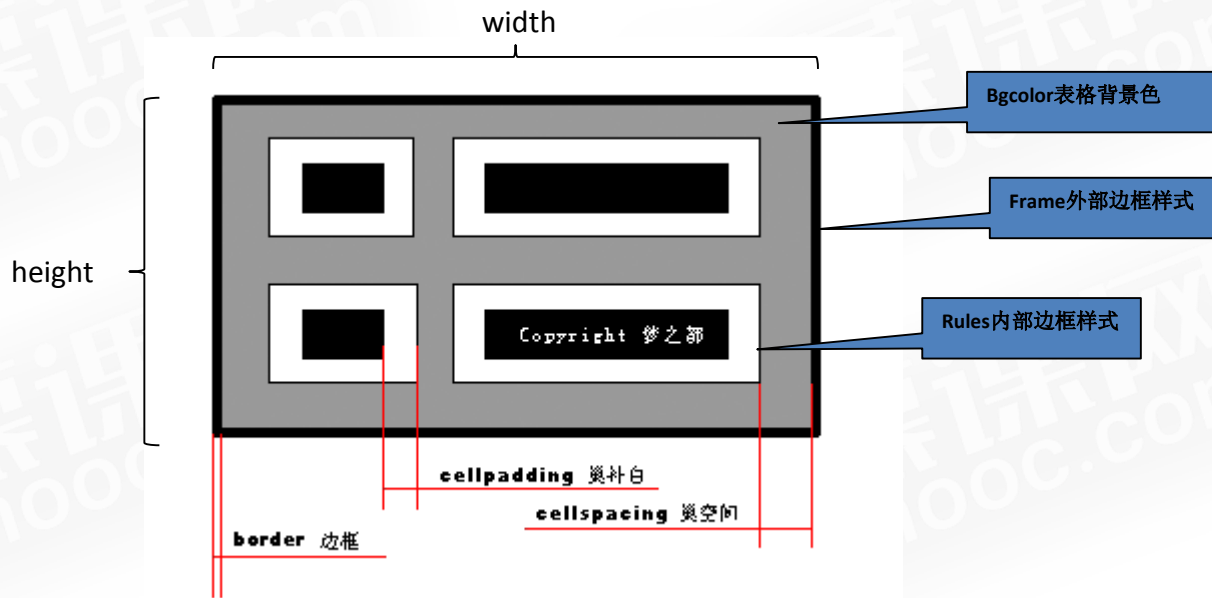 width
Bgcolor表格背景色
Frame外部边框样式
height
Rules内部边框样式
Copyright 梦之都
cellpadding 巢补白
cellspacing 巢空间
border 边框